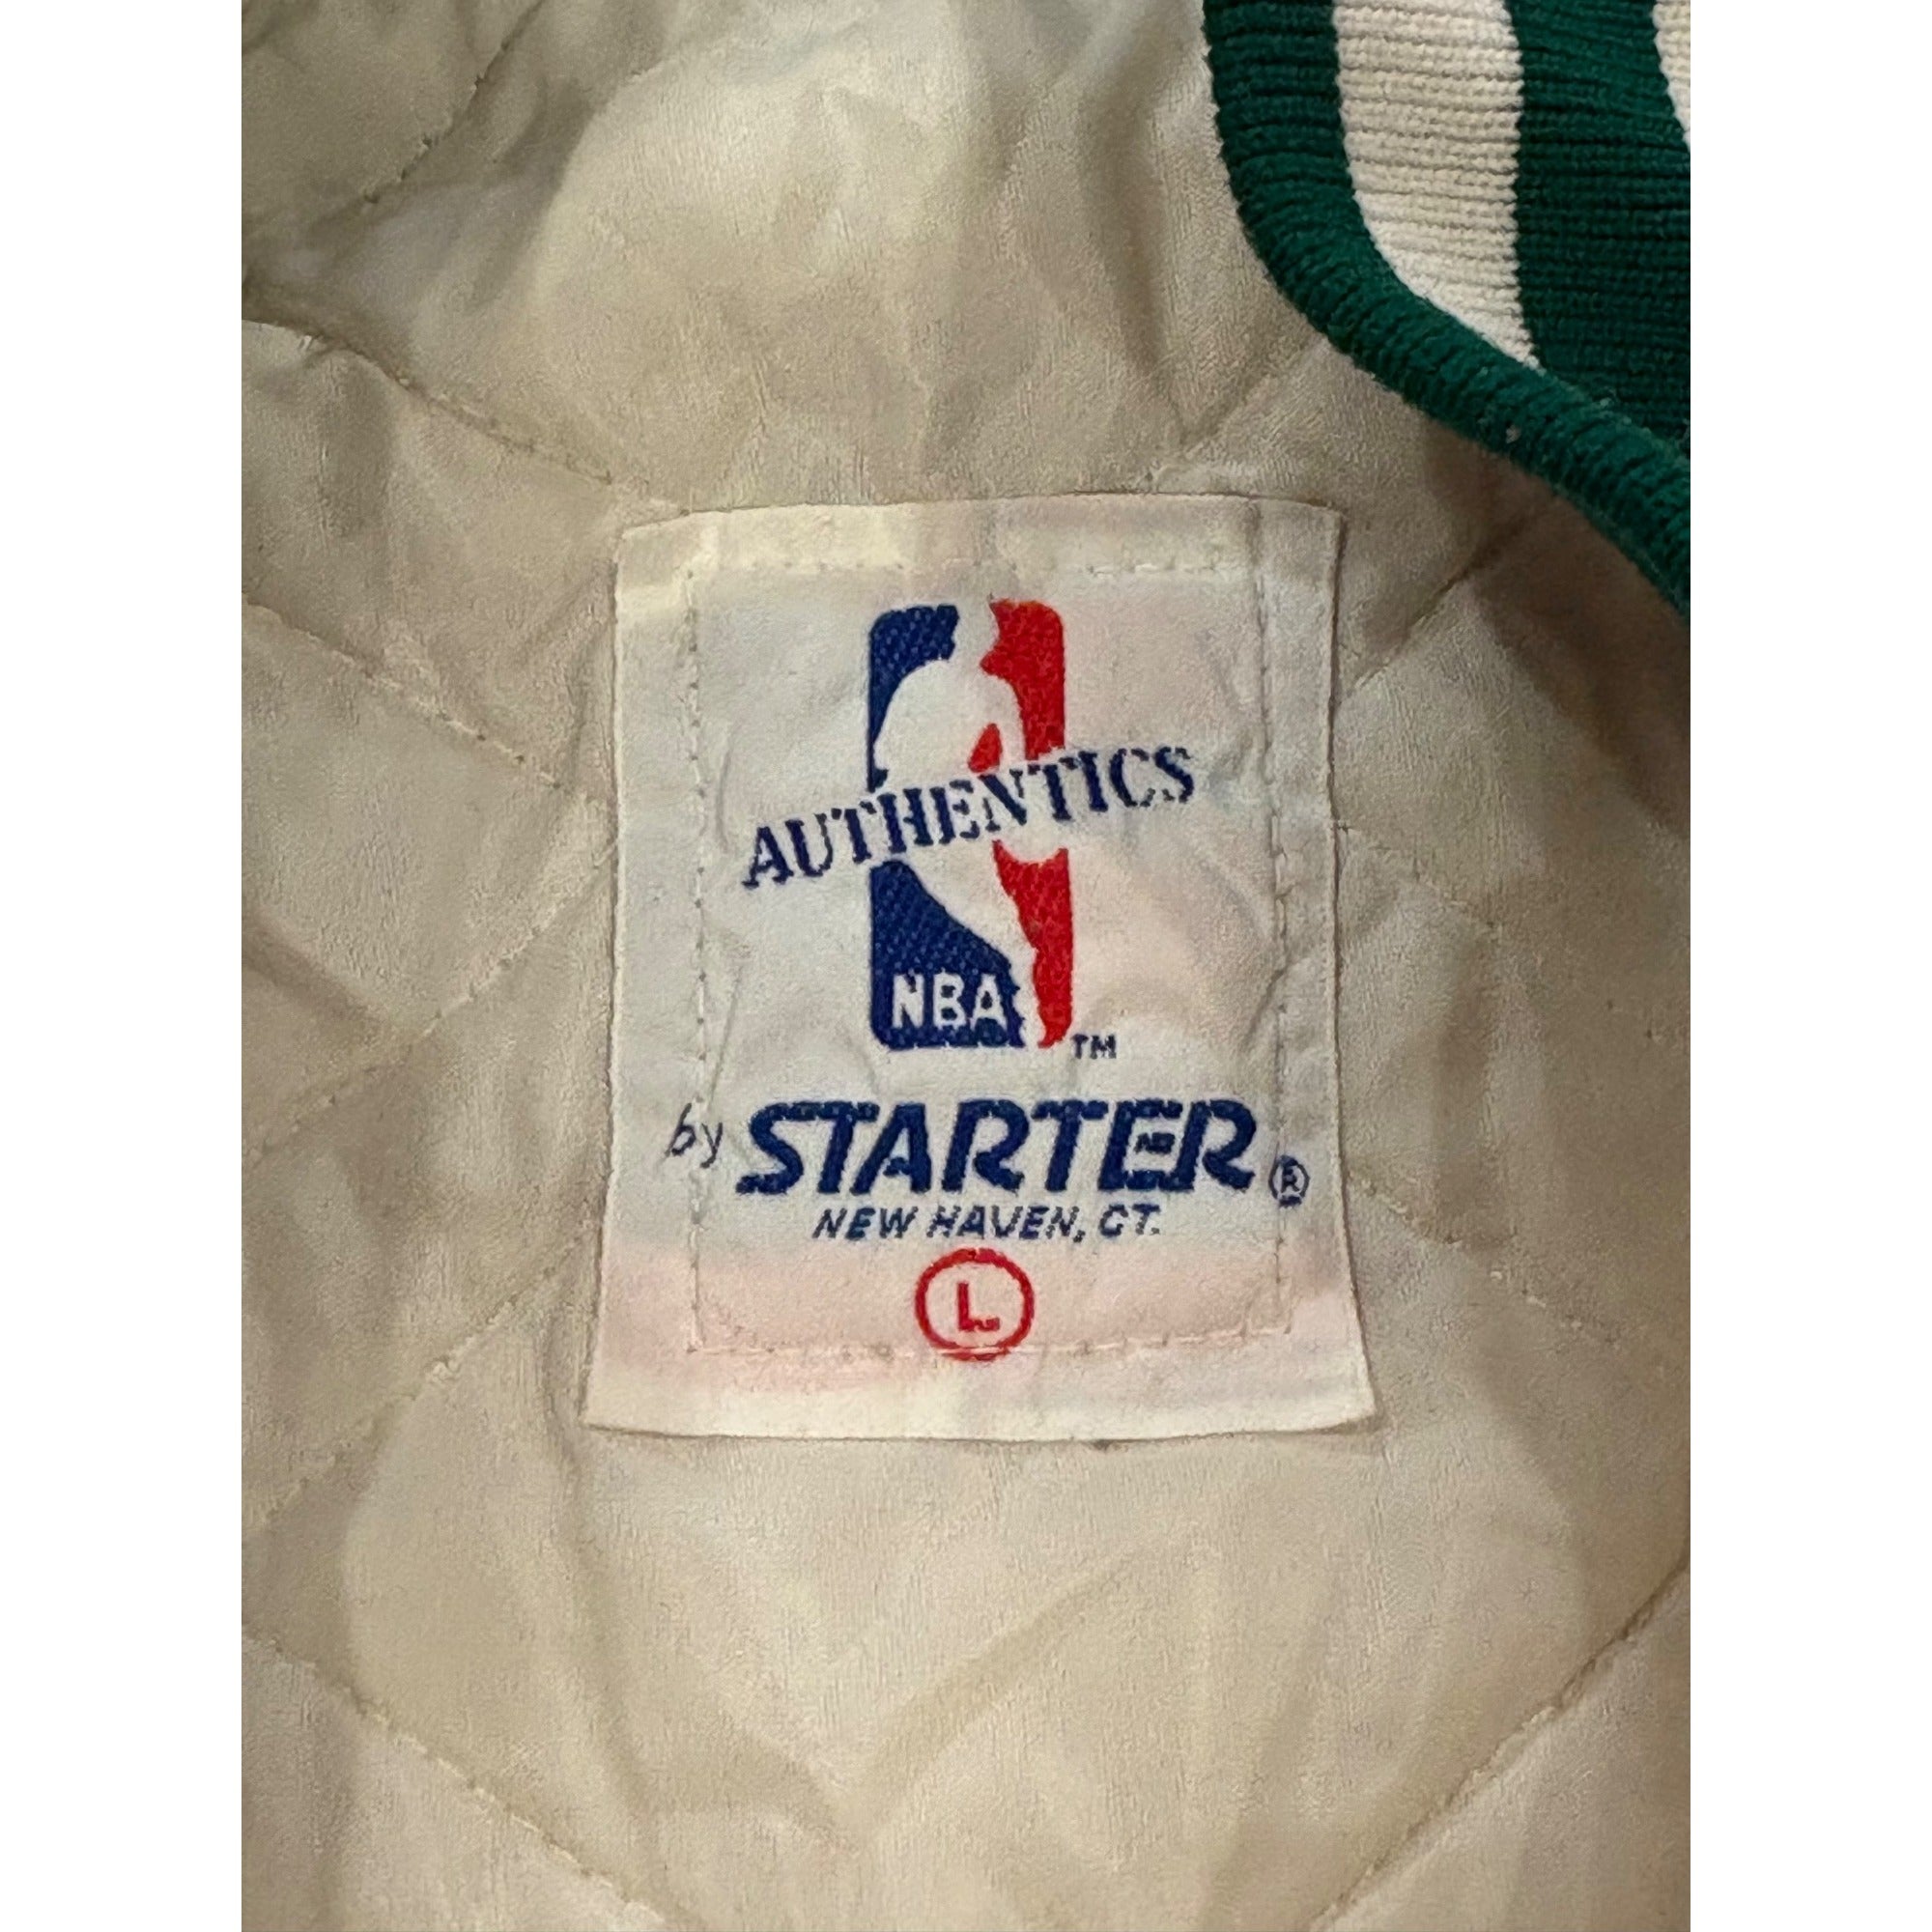 AUTHENTICS
NBA
TM
by STARTER®
NEW HAVEN, CT.
L